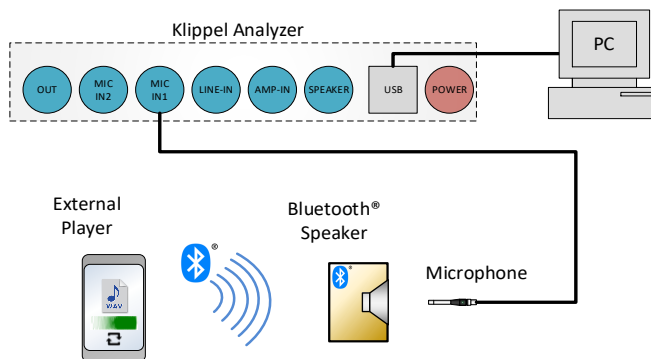 Klippel Analyzer
PC
OUT
MIC
IN2
MIC
IN1
LINE-IN
AMP-IN
SPEAKER
USB
POWER
External
Player
Bluetooth®
Speaker
Microphone
®
®
WAV